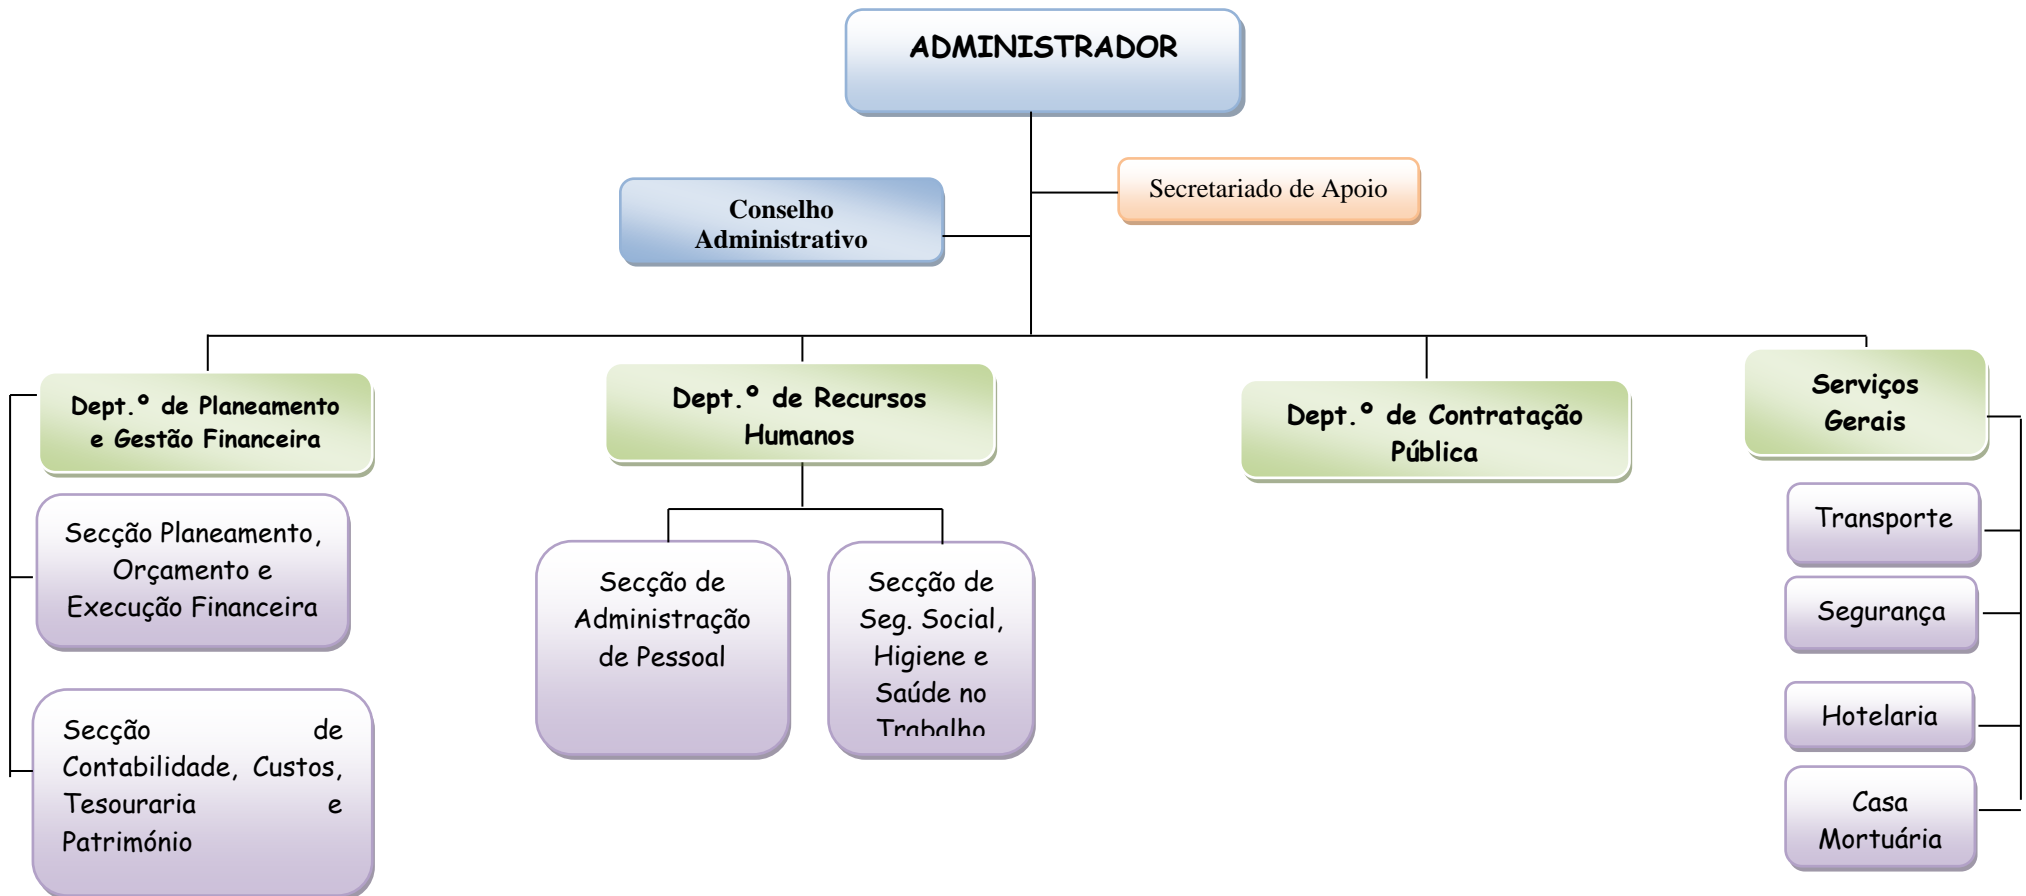 ADMINISTRADOR
Secretariado de Apoio
Conselho
Administrativo
Dept.º de Planeamento
e Gestão Financeira
Secção Planeamento,
Orçamento e
Execução Financeira
Secção de
Contabilidade, Custos,
Tesouraria e
Património
Dept.º de Recursos
Humanos
Secção de
Administração
de Pessoal
Secção de
Seg. Social,
Higiene e
Saúde no
Trabalho
Dept.º de Contratação
Pública
Serviços
Gerais
Transporte
Segurança
Hotelaria
Casa
Mortuária